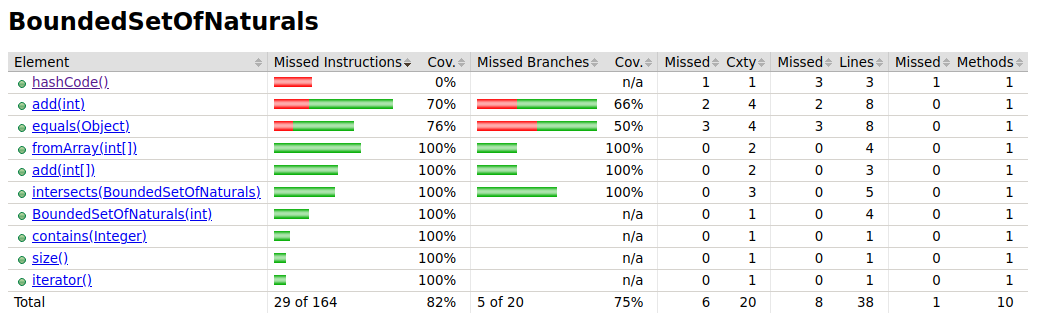 BoundedSetOfNaturals
Element Missed Instructions Cov. Missed Branches Cov. Missed Cxty Missed Lines Missed Methods
hashCode() 0% n/a 1 1 3 3 1 1
add(int) 70% 66% 2 4 2 8 0 1
equals(Object) 76% 50% 3 4 3 8 0 1
fromArray(int[]) 100% 100% 0 2 0 4 0 1
add(int[]) 100% 100% 0 2 0 3 0 1
intersects(BoundedSetOfNaturals) 100% 100% 0 3 0 5 0 1
BoundedSetOfNaturals(int) 100% n/a 0 1 0 4 0 1
contains(Integer) 100% n/a 0 1 0 1 0 1
size() 100% n/a 0 1 0 1 0 1
iterator() 100% n/a 0 1 0 1 0 1
Total 29 of 164 82% 5 of 20 75% 6 20 8 38 1 10